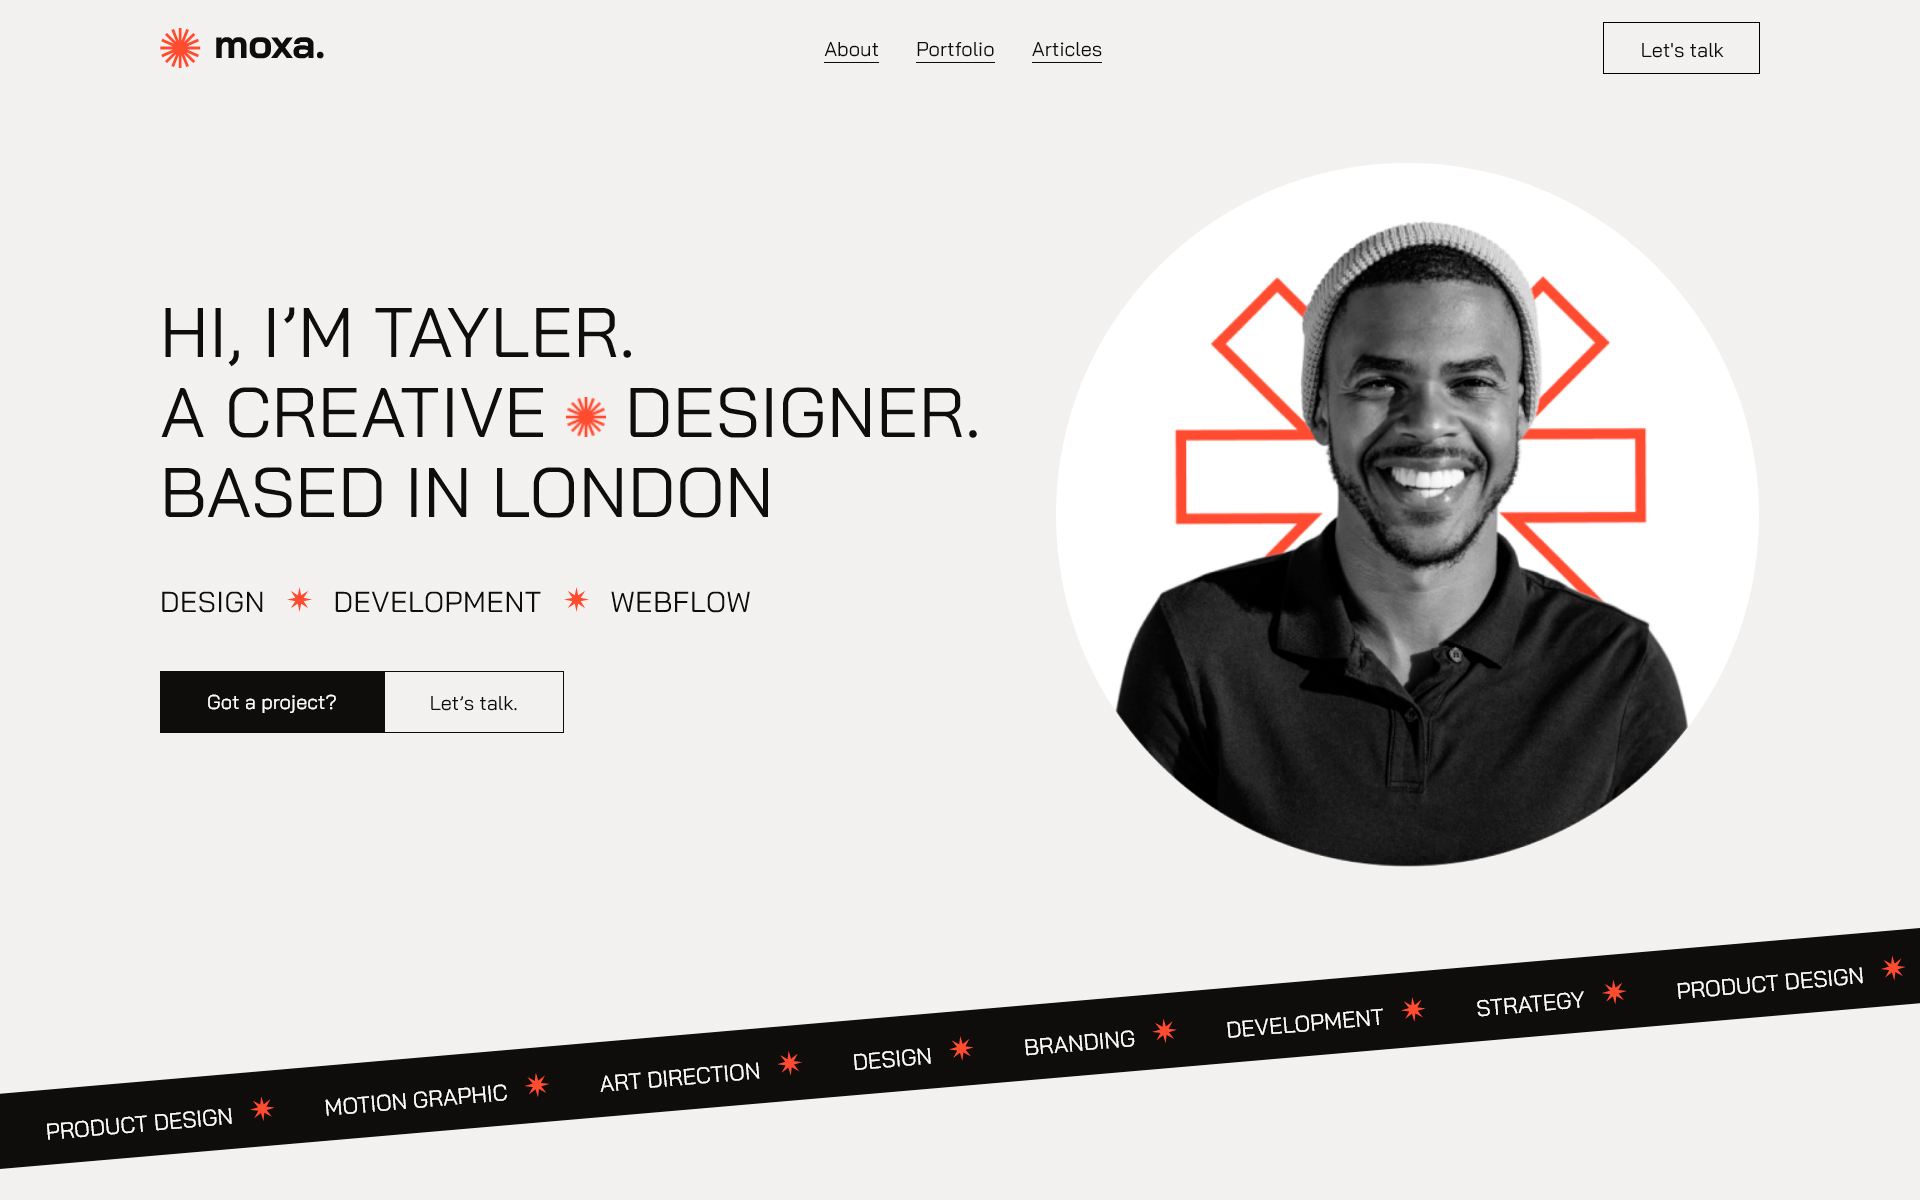 moxa.
About Portfolio Articles
Let's talk
HI, I’M TAYLER.
A CREATIVE DESIGNER.
BASED IN LONDON
DESIGN DEVELOPMENT WEBFLOW
Got a project? Let’s talk.
PRODUCT DESIGN MOTION GRAPHIC ART DIRECTION DESIGN BRANDING DEVELOPMENT STRATEGY PRODUCT DESIGN